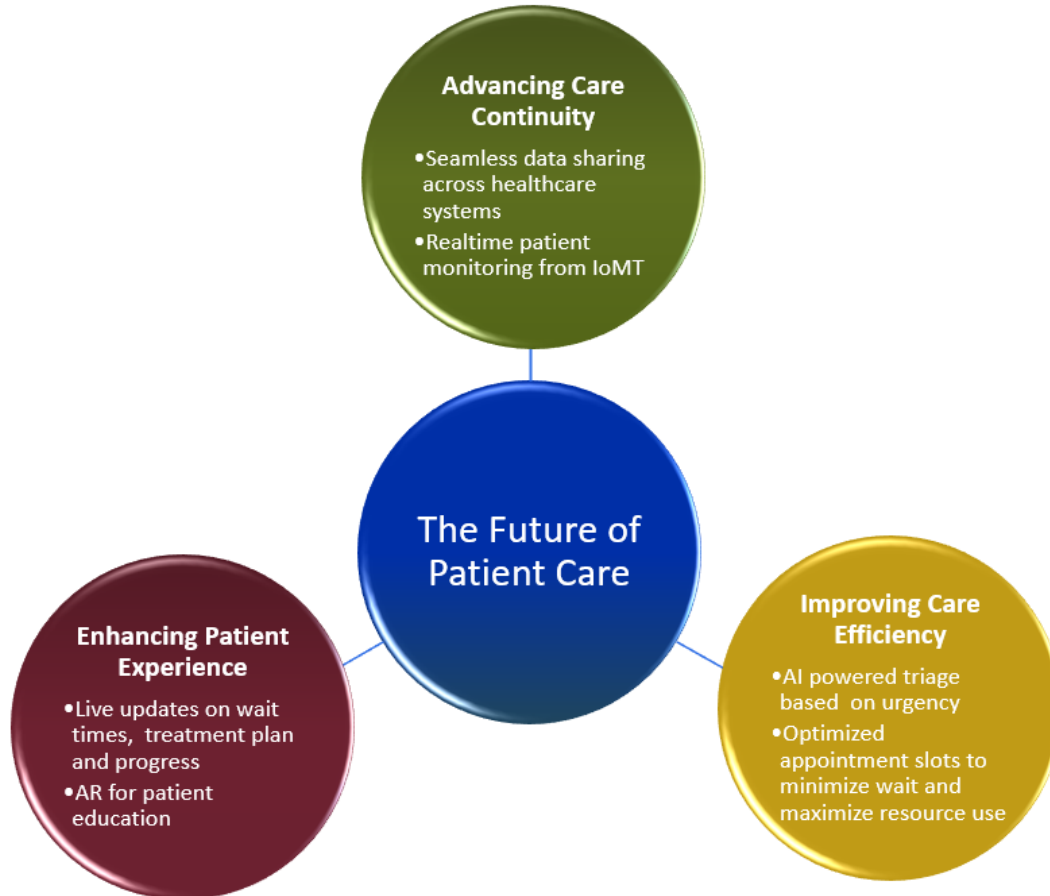 Advancing Care
Continuity
•Seamless data sharing
across healthcare
systems
•Realtime patient
monitoring from IoMT
The Future of
Patient Care
Enhancing Patient
Experience
•Live updates on wait
times,  treatment plan
and progress
•AR for patient
education
Improving Care
Efficiency
•AI powered triage
based  on urgency
•Optimized
appointment slots to
minimize wait and
maximize resource use